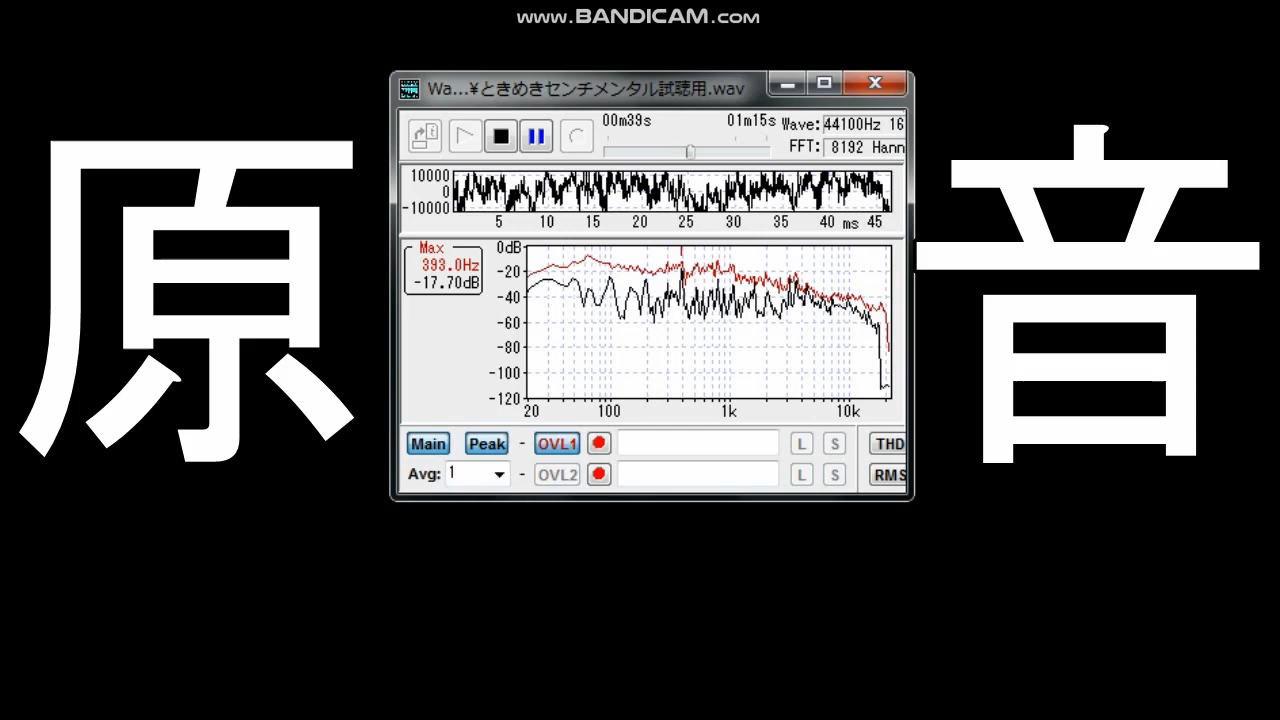 www.BANDICAM.com
原音
Wa...¥ときめきセンチメンタル試聴用.wav
00m39s 01m15s Wave: 44100Hz 16
FFT: 8192 Hann
10000
0
-10000
5 10 15 20 25 30 35 40 ms 45
Max
393.0Hz
-17.70dB
0dB
-20
-40
-60
-80
-100
-120
20 100 1k 10k
Main Peak - OVL1 L S THD
Avg: 1 - OVL2 L S RMS